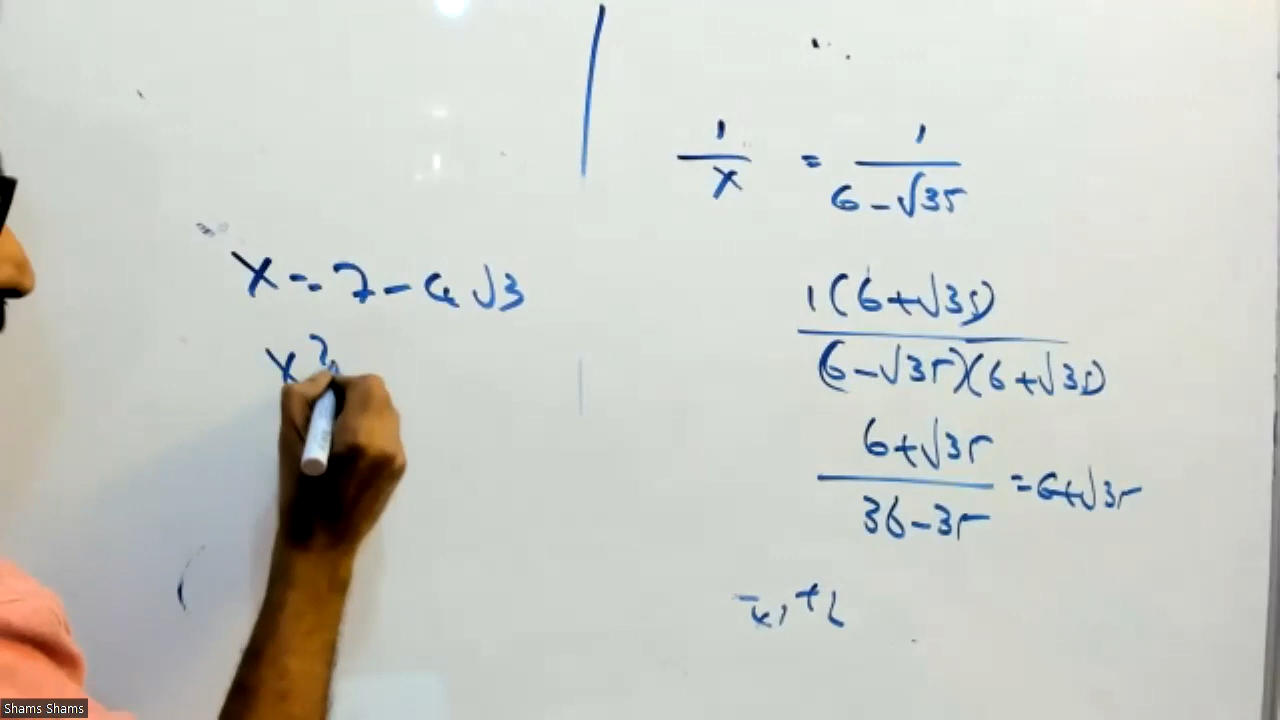 x = 7 - 4√3
x²
1/x = 1/(6 - √35)
1(6 + √35)/((6 - √35)(6 + √35))
(6 + √35)/(36 - 35) = 6 + √35
Shams Shams